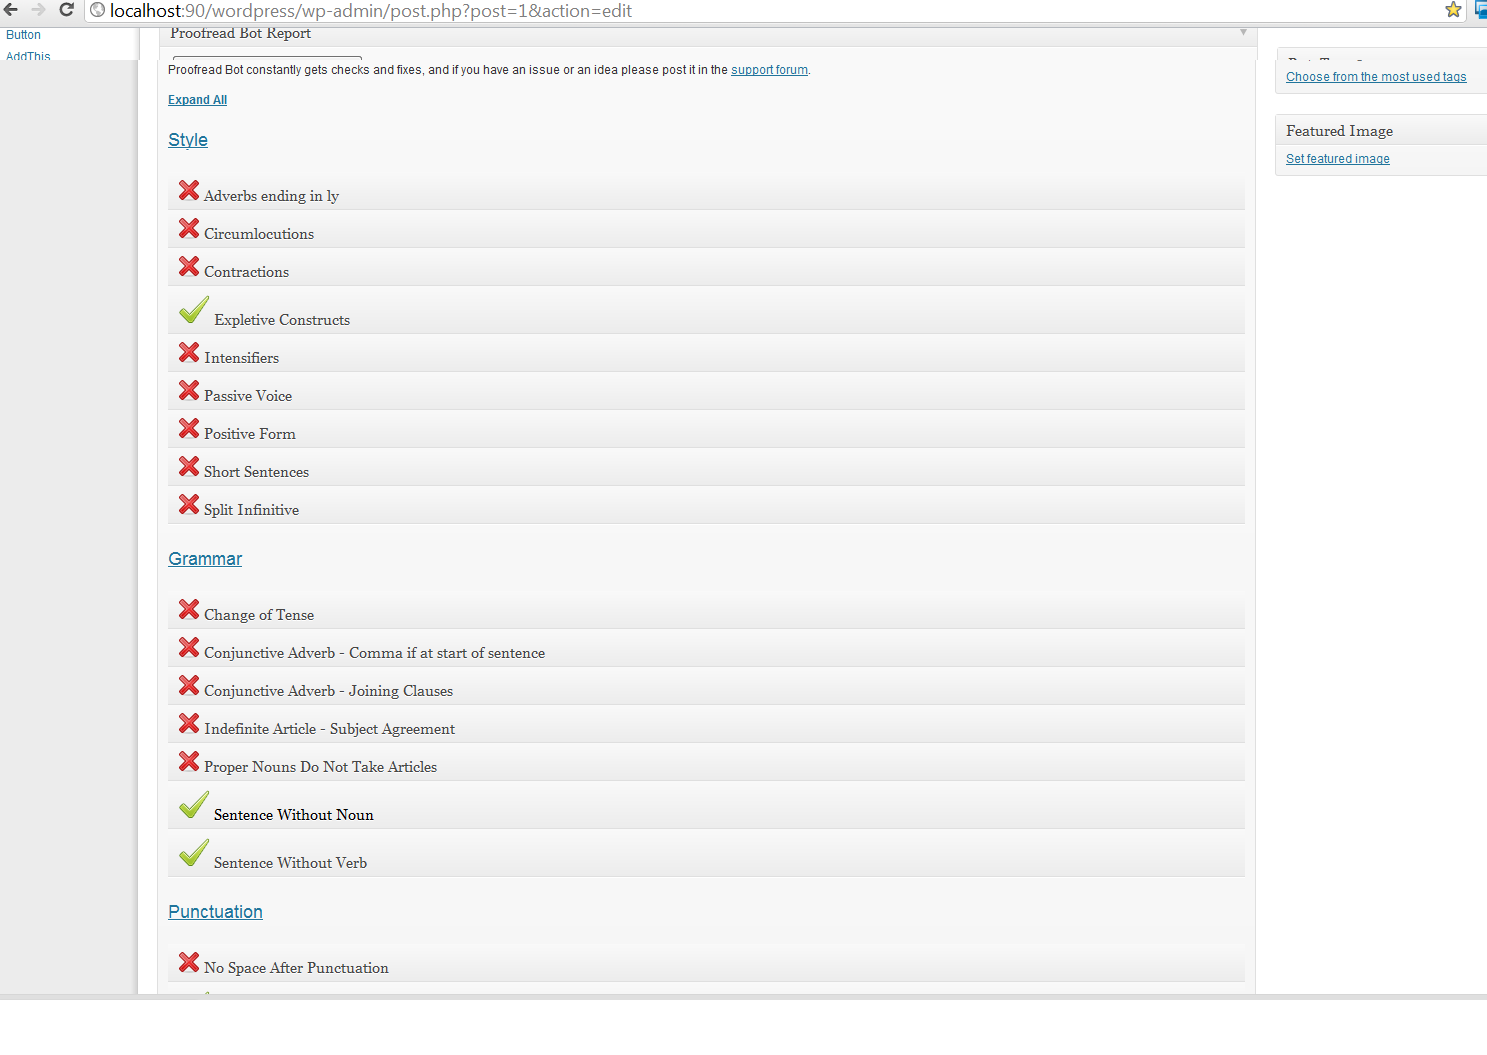 localhost:90/wordpress/wp-admin/post.php?post=1&action=edit
Button
AddThis
Proofread Bot Report
Proofread Bot constantly gets checks and fixes, and if you have an issue or an idea please post it in the support forum.
Expand All
Style
Adverbs ending in ly
Circumlocutions
Contractions
Expletive Constructs
Intensifiers
Passive Voice
Positive Form
Short Sentences
Split Infinitive
Grammar
Change of Tense
Conjunctive Adverb - Comma if at start of sentence
Conjunctive Adverb - Joining Clauses
Indefinite Article - Subject Agreement
Proper Nouns Do Not Take Articles
Sentence Without Noun
Sentence Without Verb
Punctuation
No Space After Punctuation
Choose from the most used tags
Featured Image
Set featured image